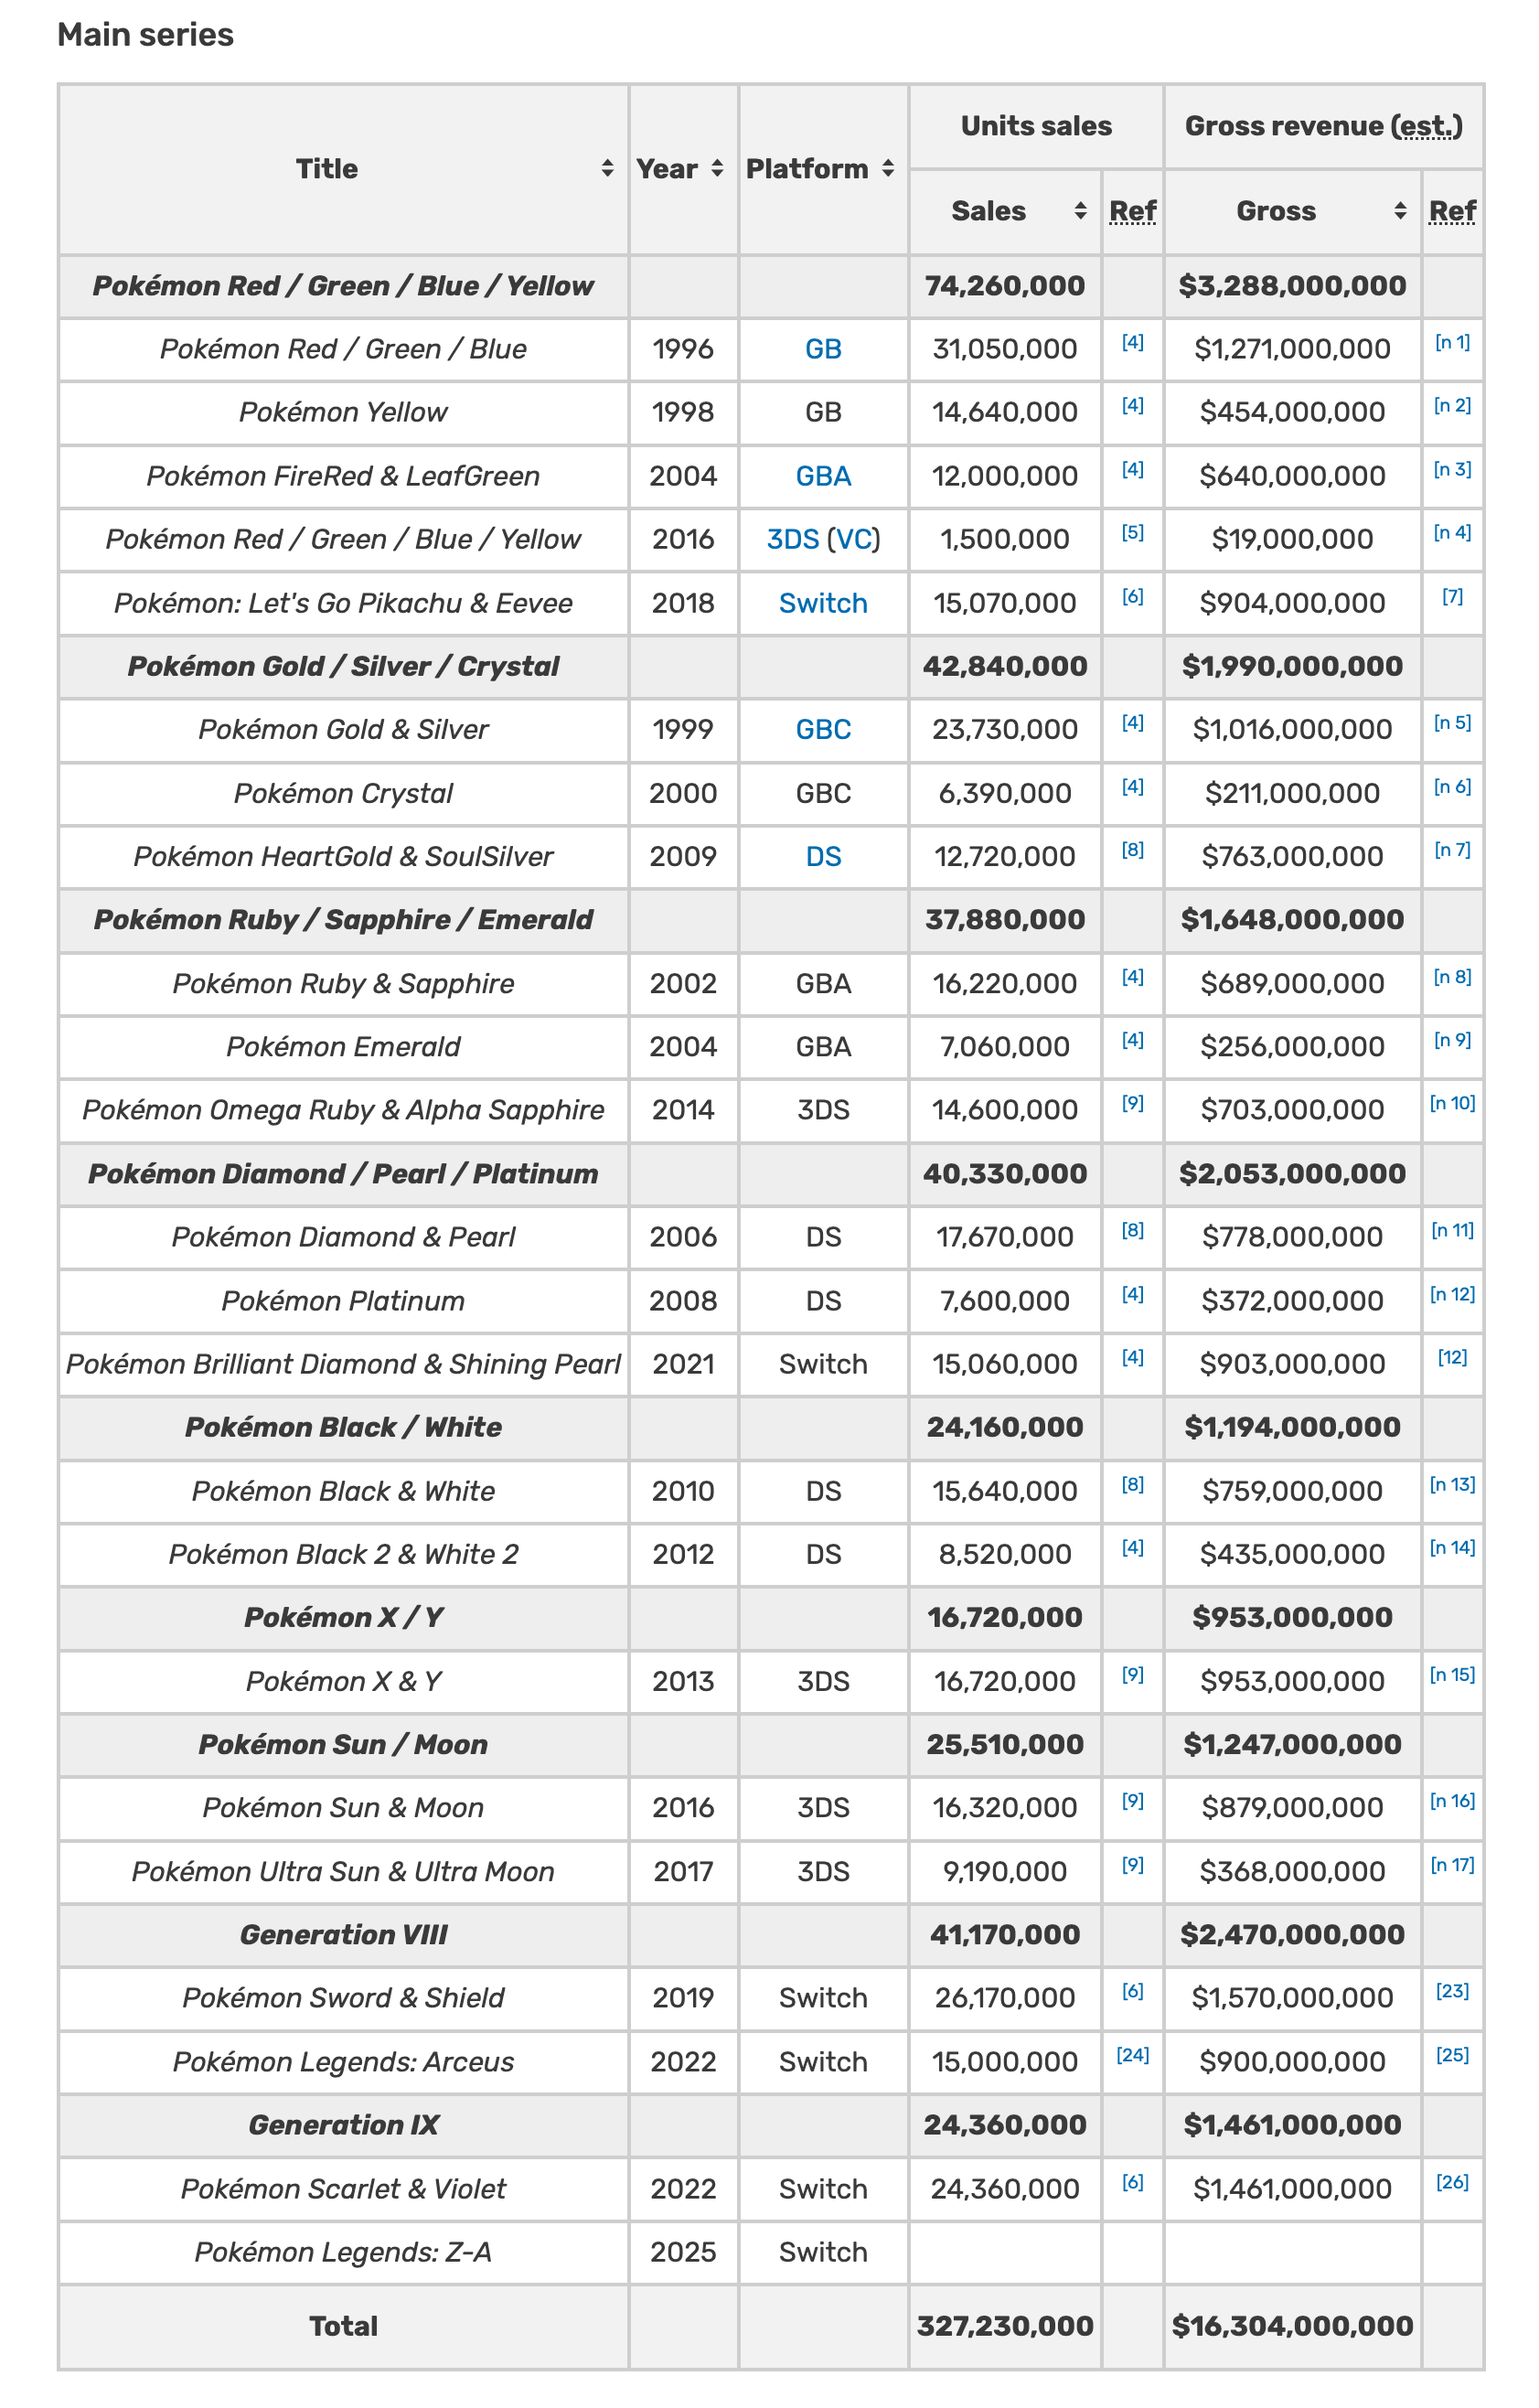 Main series
Title Year Platform Units sales Gross revenue (est.)
Sales Ref Gross Ref
Pokémon Red / Green / Blue / Yellow 74,260,000 $3,288,000,000
Pokémon Red / Green / Blue 1996 GB 31,050,000 [4] $1,271,000,000 [n 1]
Pokémon Yellow 1998 GB 14,640,000 [4] $454,000,000 [n 2]
Pokémon FireRed & LeafGreen 2004 GBA 12,000,000 [4] $640,000,000 [n 3]
Pokémon Red / Green / Blue / Yellow 2016 3DS (VC) 1,500,000 [5] $19,000,000 [n 4]
Pokémon: Let's Go Pikachu & Eevee 2018 Switch 15,070,000 [6] $904,000,000 [7]
Pokémon Gold / Silver / Crystal 42,840,000 $1,990,000,000
Pokémon Gold & Silver 1999 GBC 23,730,000 [4] $1,016,000,000 [n 5]
Pokémon Crystal 2000 GBC 6,390,000 [4] $211,000,000 [n 6]
Pokémon HeartGold & SoulSilver 2009 DS 12,720,000 [8] $763,000,000 [n 7]
Pokémon Ruby / Sapphire / Emerald 37,880,000 $1,648,000,000
Pokémon Ruby & Sapphire 2002 GBA 16,220,000 [4] $689,000,000 [n 8]
Pokémon Emerald 2004 GBA 7,060,000 [4] $256,000,000 [n 9]
Pokémon Omega Ruby & Alpha Sapphire 2014 3DS 14,600,000 [9] $703,000,000 [n 10]
Pokémon Diamond / Pearl / Platinum 40,330,000 $2,053,000,000
Pokémon Diamond & Pearl 2006 DS 17,670,000 [8] $778,000,000 [n 11]
Pokémon Platinum 2008 DS 7,600,000 [4] $372,000,000 [n 12]
Pokémon Brilliant Diamond & Shining Pearl 2021 Switch 15,060,000 [4] $903,000,000 [12]
Pokémon Black / White 24,160,000 $1,194,000,000
Pokémon Black & White 2010 DS 15,640,000 [8] $759,000,000 [n 13]
Pokémon Black 2 & White 2 2012 DS 8,520,000 [4] $435,000,000 [n 14]
Pokémon X / Y 16,720,000 $953,000,000
Pokémon X & Y 2013 3DS 16,720,000 [9] $953,000,000 [n 15]
Pokémon Sun / Moon 25,510,000 $1,247,000,000
Pokémon Sun & Moon 2016 3DS 16,320,000 [9] $879,000,000 [n 16]
Pokémon Ultra Sun & Ultra Moon 2017 3DS 9,190,000 [9] $368,000,000 [n 17]
Generation VIII 41,170,000 $2,470,000,000
Pokémon Sword & Shield 2019 Switch 26,170,000 [6] $1,570,000,000 [23]
Pokémon Legends: Arceus 2022 Switch 15,000,000 [24] $900,000,000 [25]
Generation IX 24,360,000 $1,461,000,000
Pokémon Scarlet & Violet 2022 Switch 24,360,000 [6] $1,461,000,000 [26]
Pokémon Legends: Z-A 2025 Switch
Total 327,230,000 $16,304,000,000